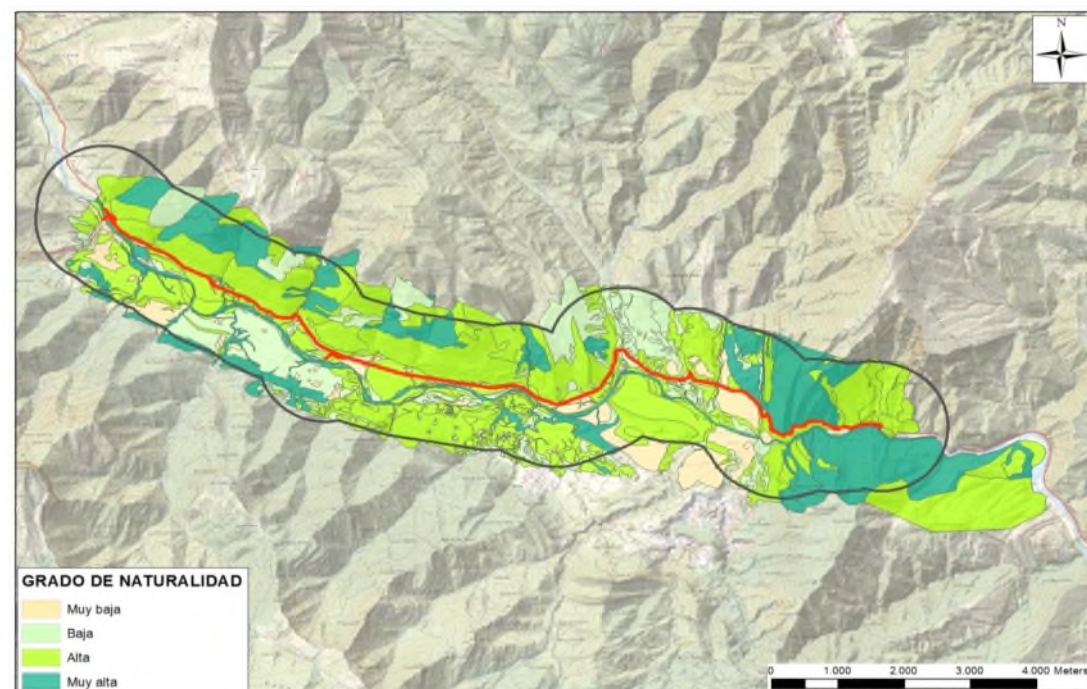 N
GRADO DE NATURALIDAD
Muy baja
Baja
Alta
Muy alta
0 1.000 2.000 3.000 4.000 Meters